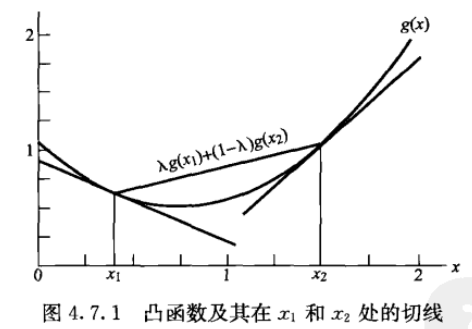 2
g(x)
λg(x₁)+(1−λ)g(x₂)
1
0 x₁ 1 x₂ 2 x
图 4.7.1 凸函数及其在 x₁ 和 x₂ 处的切线